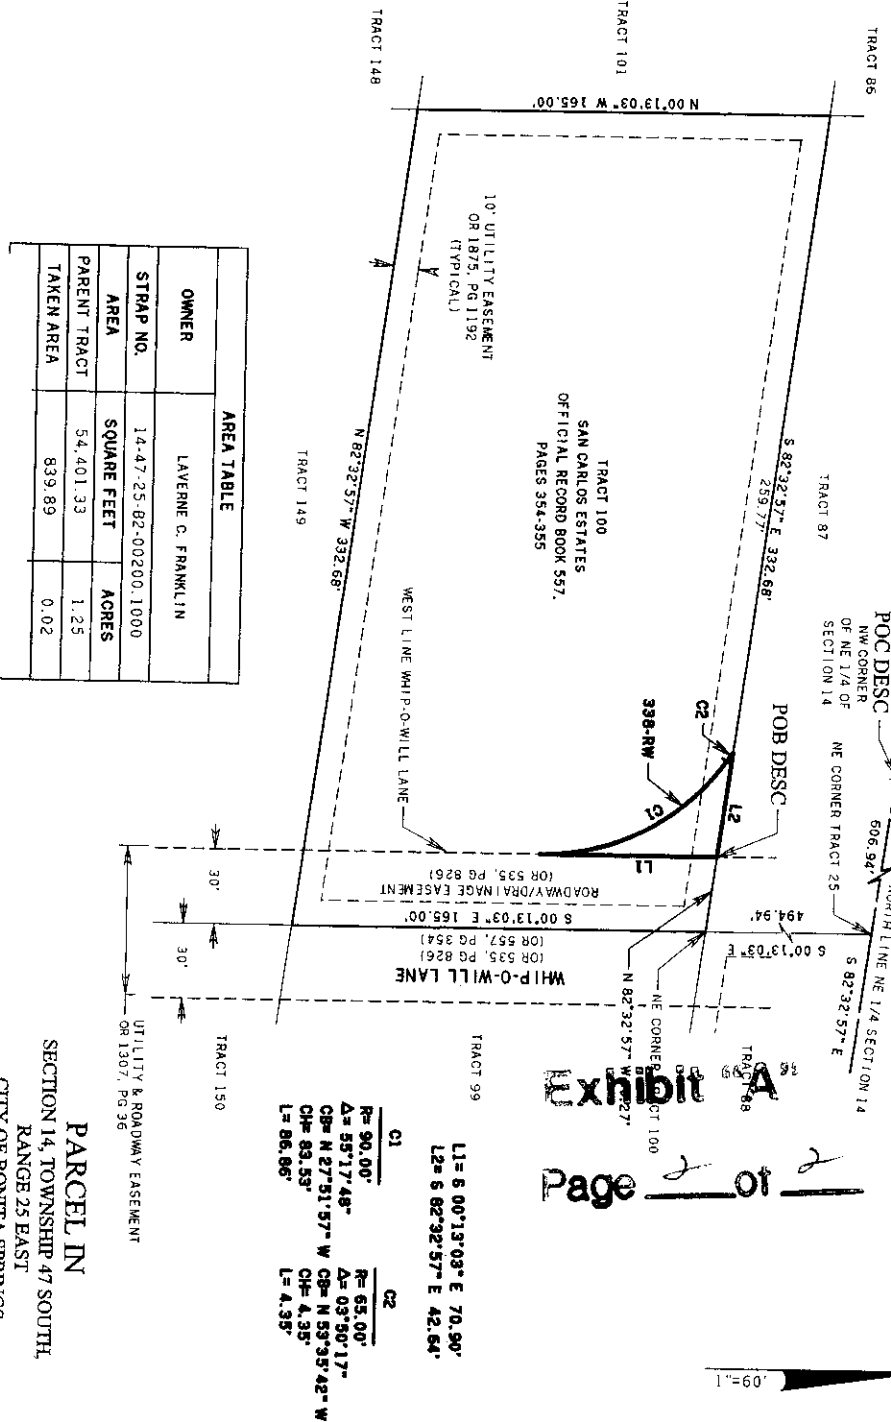 TRACT 86
TRACT 101
TRACT 148
N 00°13'03" W 165.00'
10' UTILITY EASEMENT
OR 1875, PG 1192
(TYPICAL)
TRACT 100
SAN CARLOS ESTATES
OFFICIAL RECORD BOOK 557,
PAGES 354-355
S 82°32'57" E 332.68'
259.77'
TRACT 87
N 82°32'57" W 332.68'
TRACT 149
WEST LINE WHIP-O-WILL LANE
POC DESC
NW CORNER
OF NE 1/4 OF
SECTION 14
606.94'
NORTH LINE NE 1/4 SECTION 14
S 82°32'57" E
NE CORNER TRACT 25
494.94'
S 00°13'03" E
POB DESC
C2
338-RW
C1
L2
L1
ROADWAY/DRAINAGE EASEMENT
(OR 535, PG 826)
S 00°13'03" E 165.00'
(OR 557, PG 354)
(OR 535, PG 826)
WHIP-O-WILL LANE
30'
30'
UTILITY & ROADWAY EASEMENT
OR 1307, PG 36
TRACT 150
TRACT 99
TRACT 88
NE CORNER TRACT 100
N 82°32'57" W
AREA TABLE
OWNER LAVERNE C. FRANKLIN
STRAP NO. 14-47-25-B2-00200.1000
AREA SQUARE FEET ACRES
PARENT TRACT 54,401.33 1.25
TAKEN AREA 839.89 0.02
Exhibit "A"
Page 2 of 2
L1= S 00°13'03" E 70.90'
L2= S 82°32'57" E 42.64'
C1
R= 90.00'
Δ= 55°17'48"
CB= N 27°51'57" W
CH= 83.53'
L= 86.86'
C2
R= 65.00'
Δ= 03°50'17"
CB= N 53°35'42" W
CH= 4.35'
L= 4.35'
1"=60'
PARCEL IN
SECTION 14, TOWNSHIP 47 SOUTH,
RANGE 25 EAST
CITY OF BONITA SPRINGS